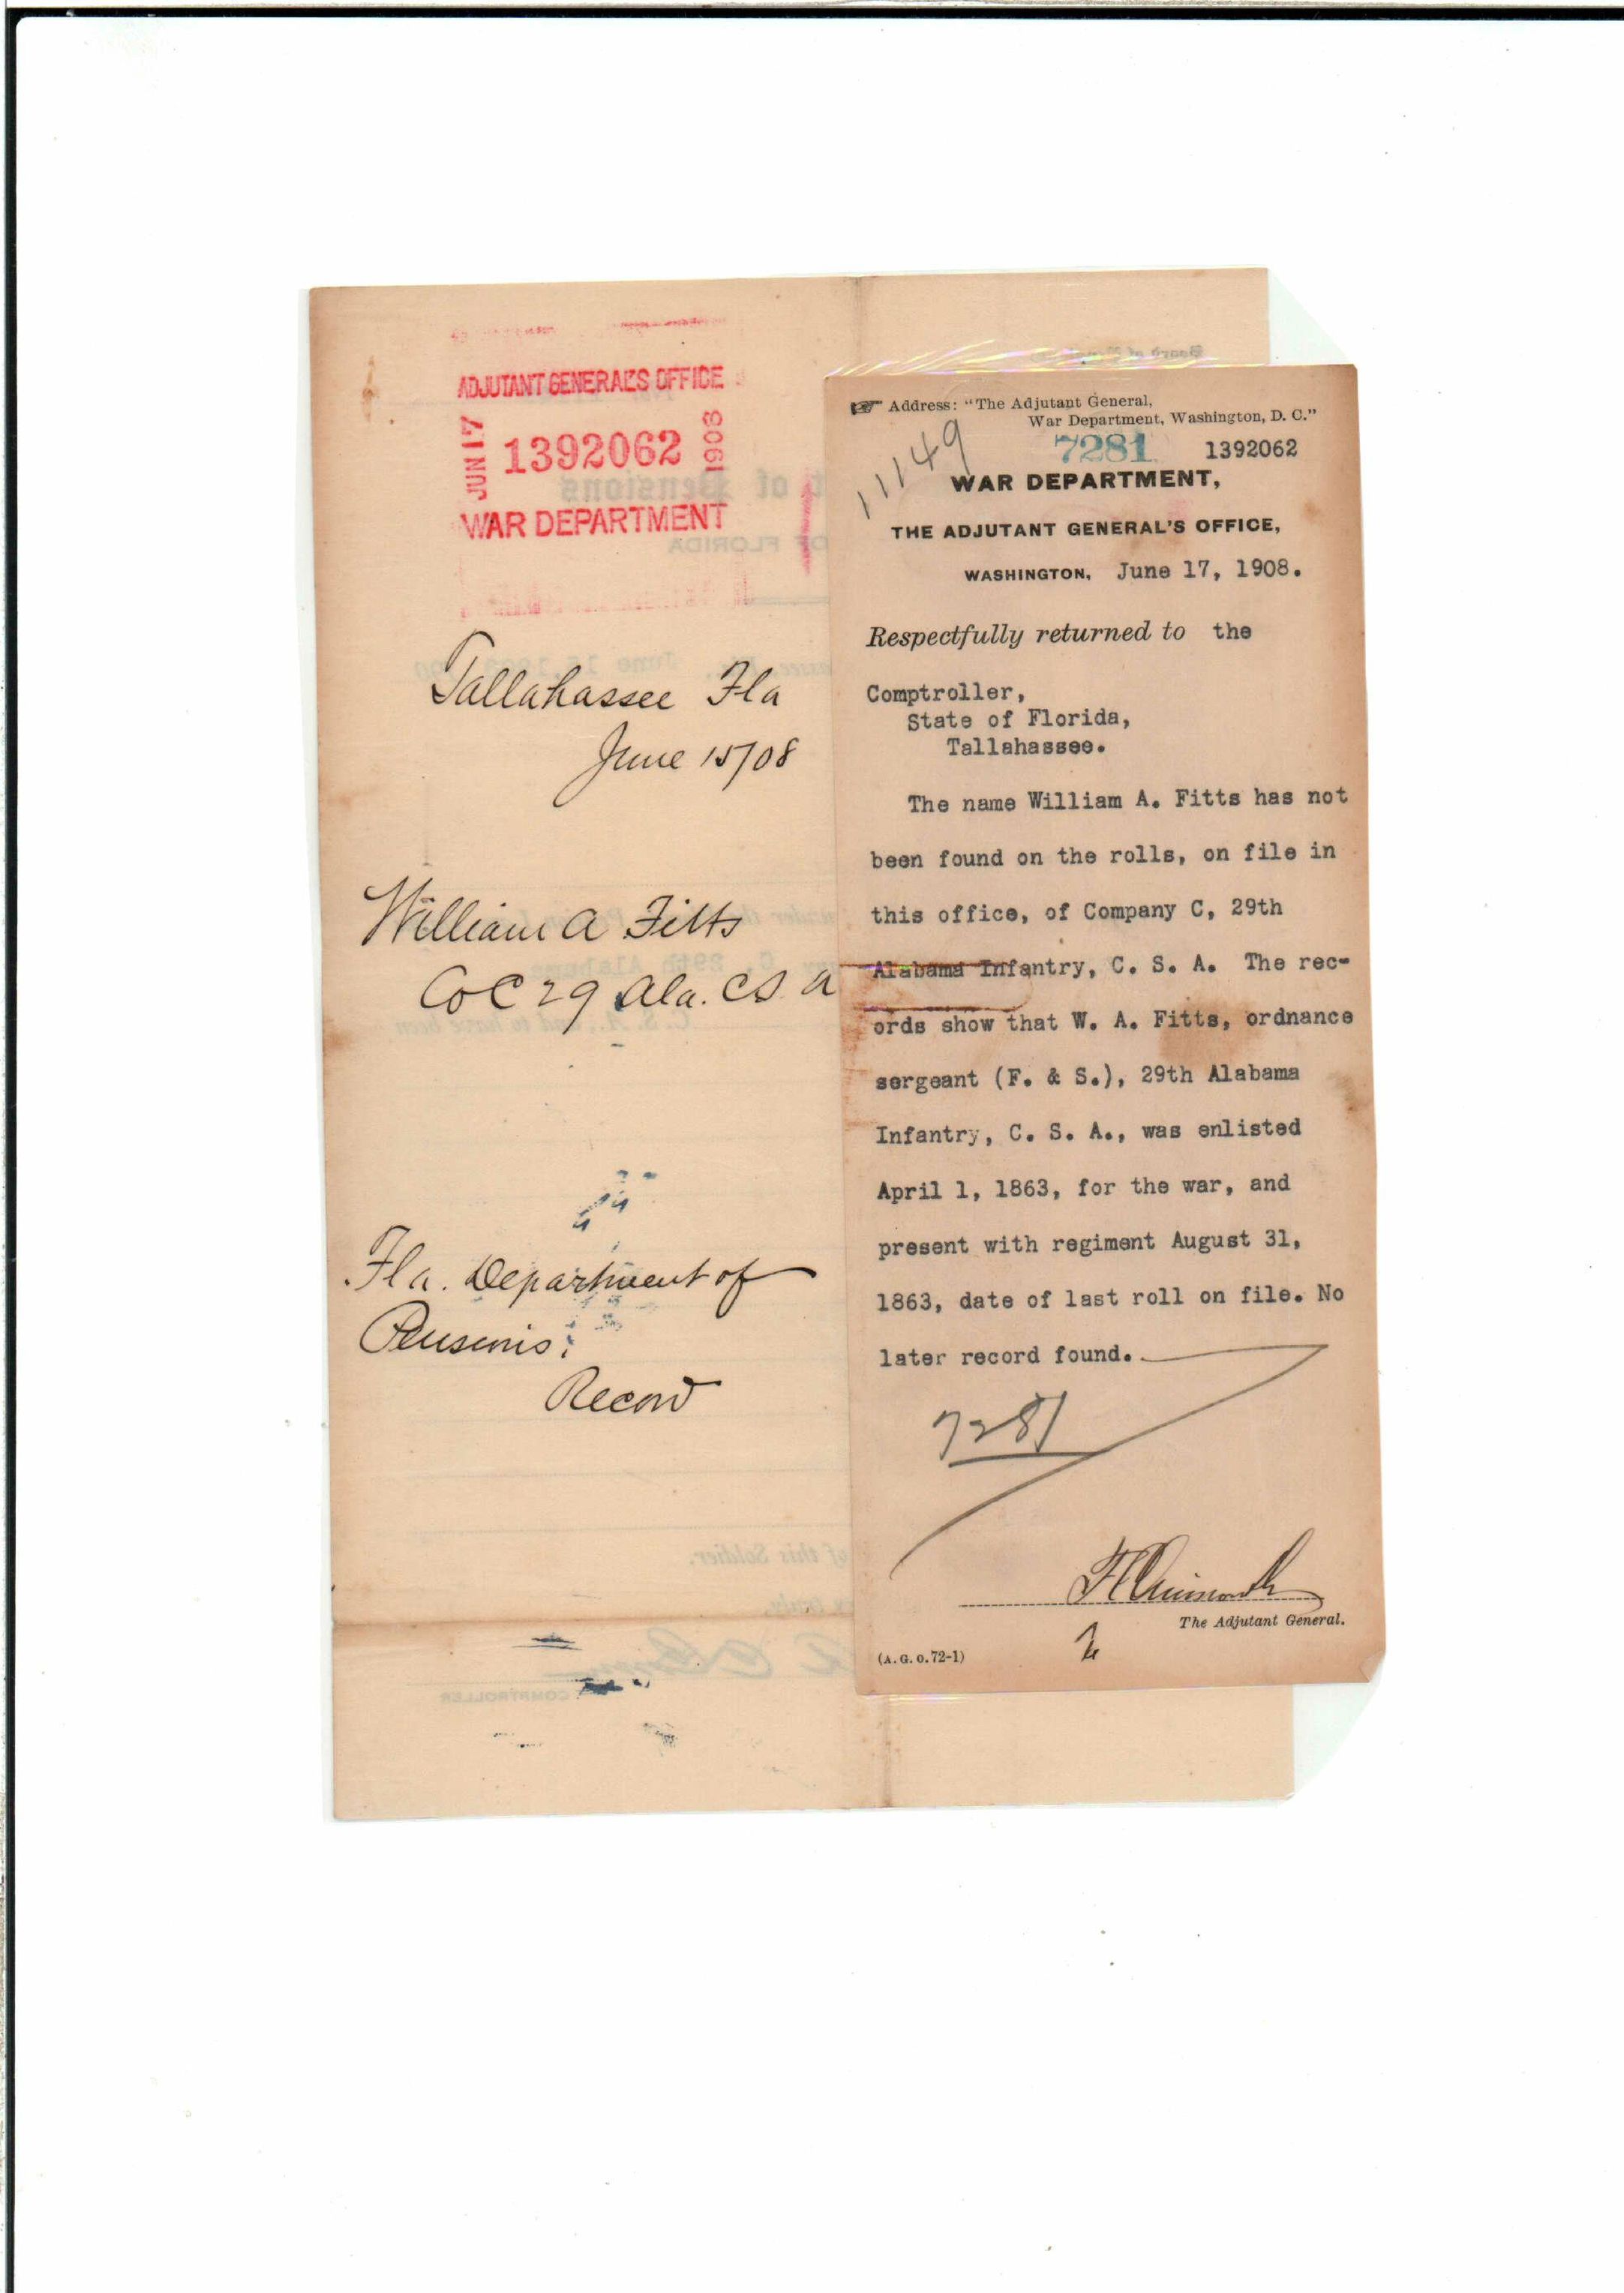 ADJUTANT GENERAL'S OFFICE
JUN 17 1392062 1908
WAR DEPARTMENT
Tallahassee Fla
June 15/08
William A Fitts
Co C 29 Ala. C S A
Fla. Department of
Pensions.
Record
☞ Address: "The Adjutant General,
War Department, Washington, D. C."
11149
7281 1392062
WAR DEPARTMENT,
THE ADJUTANT GENERAL'S OFFICE,
WASHINGTON, June 17, 1908.
Respectfully returned to the
Comptroller,
State of Florida,
Tallahassee.
The name William A. Fitts has not
been found on the rolls, on file in
this office, of Company C, 29th
Alabama Infantry, C. S. A. The rec-
ords show that W. A. Fitts, ordnance
sergeant (F. & S.), 29th Alabama
Infantry, C. S. A., was enlisted
April 1, 1863, for the war, and
present with regiment August 31,
1863, date of last roll on file. No
later record found.
7281
F C Ainsworth
The Adjutant General.
(A. G. O. 72-1)